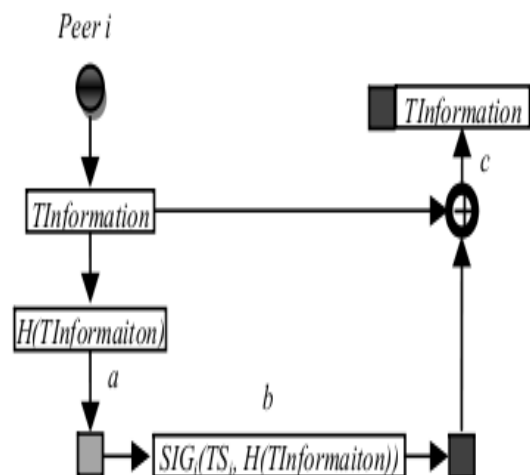 Peer i
TInformation
c
TInformation
H(TInformaiton)
a
b
SIGi(TSi, H(TInformaiton))